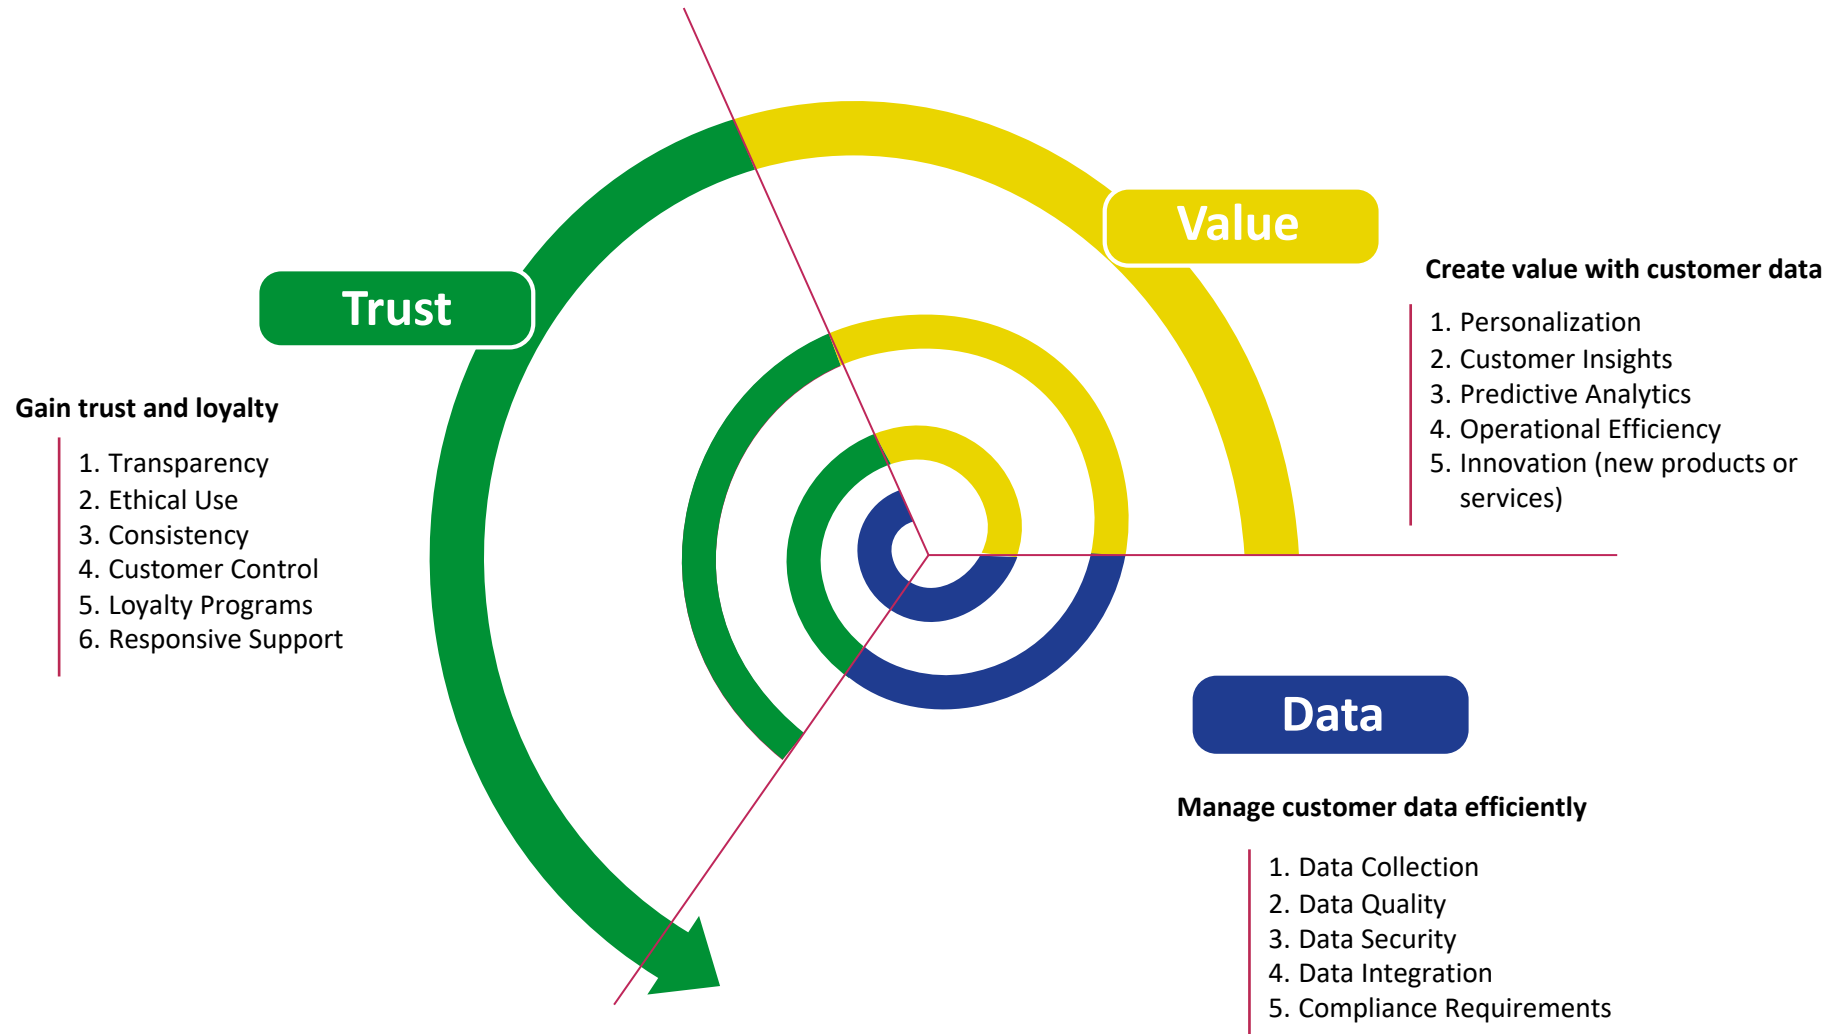 Value
Create value with customer data
1. Personalization
2. Customer Insights
3. Predictive Analytics
4. Operational Efficiency
5. Innovation (new products or
services)
Trust
Gain trust and loyalty
1. Transparency
2. Ethical Use
3. Consistency
4. Customer Control
5. Loyalty Programs
6. Responsive Support
Data
Manage customer data efficiently
1. Data Collection
2. Data Quality
3. Data Security
4. Data Integration
5. Compliance Requirements